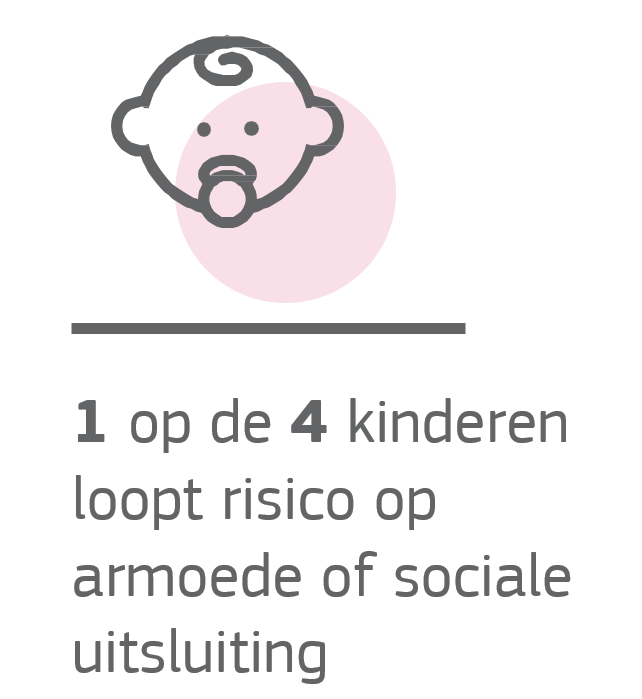 1 op de 4 kinderen
loopt risico op
armoede of sociale
uitsluiting